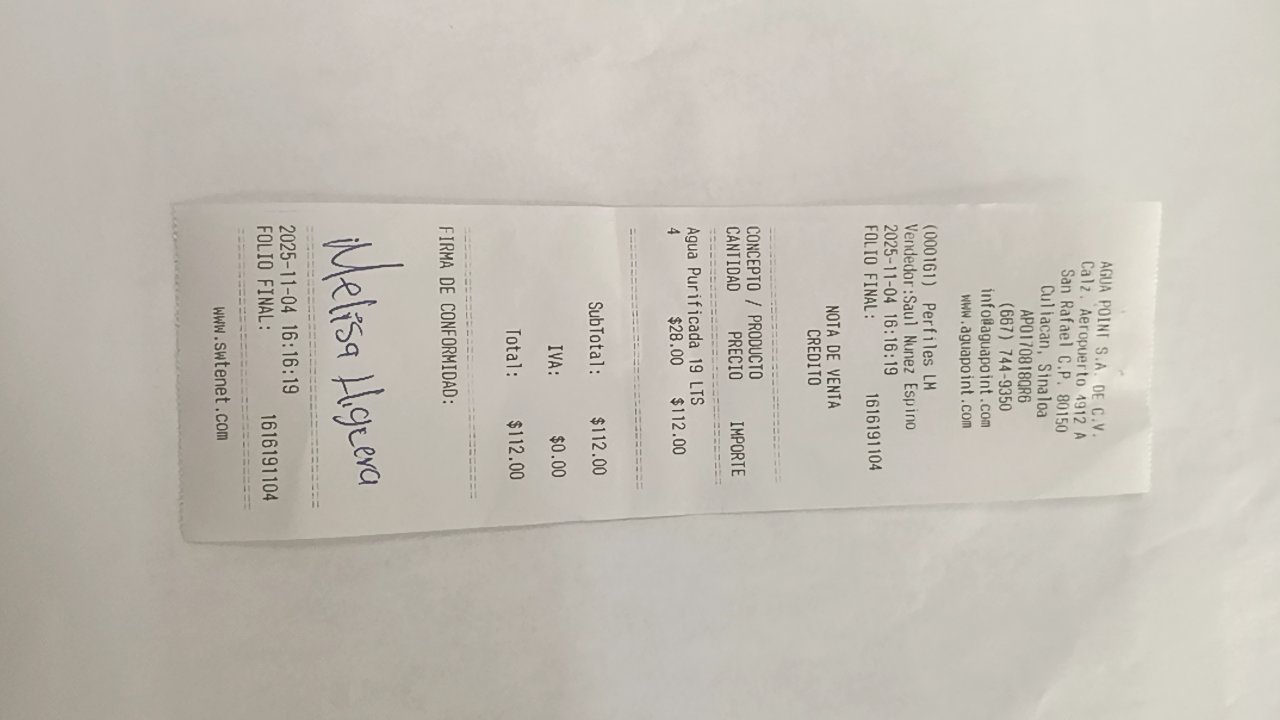 AGUA POINT S.A. DE C.V.
Calz. Aeropuerto 4912 A
San Rafael C.P. 80150
Culiacan, Sinaloa
APO170818QR6
(667) 744-9350
info@aguapoint.com
www.aguapoint.com
(000161) Perfiles LM
Vendedor:Saul Nunez Espino
2025-11-04 16:16:19
FOLIO FINAL: 1616191104
NOTA DE VENTA
CREDITO
CONCEPTO / PRODUCTO
CANTIDAD PRECIO IMPORTE
Agua Purificada 19 LTS
4 $28.00 $112.00
SubTotal: $112.00
IVA: $0.00
Total: $112.00
FIRMA DE CONFORMIDAD:
Melisa Higuera
2025-11-04 16:16:19
FOLIO FINAL: 1616191104
www.swtenet.com